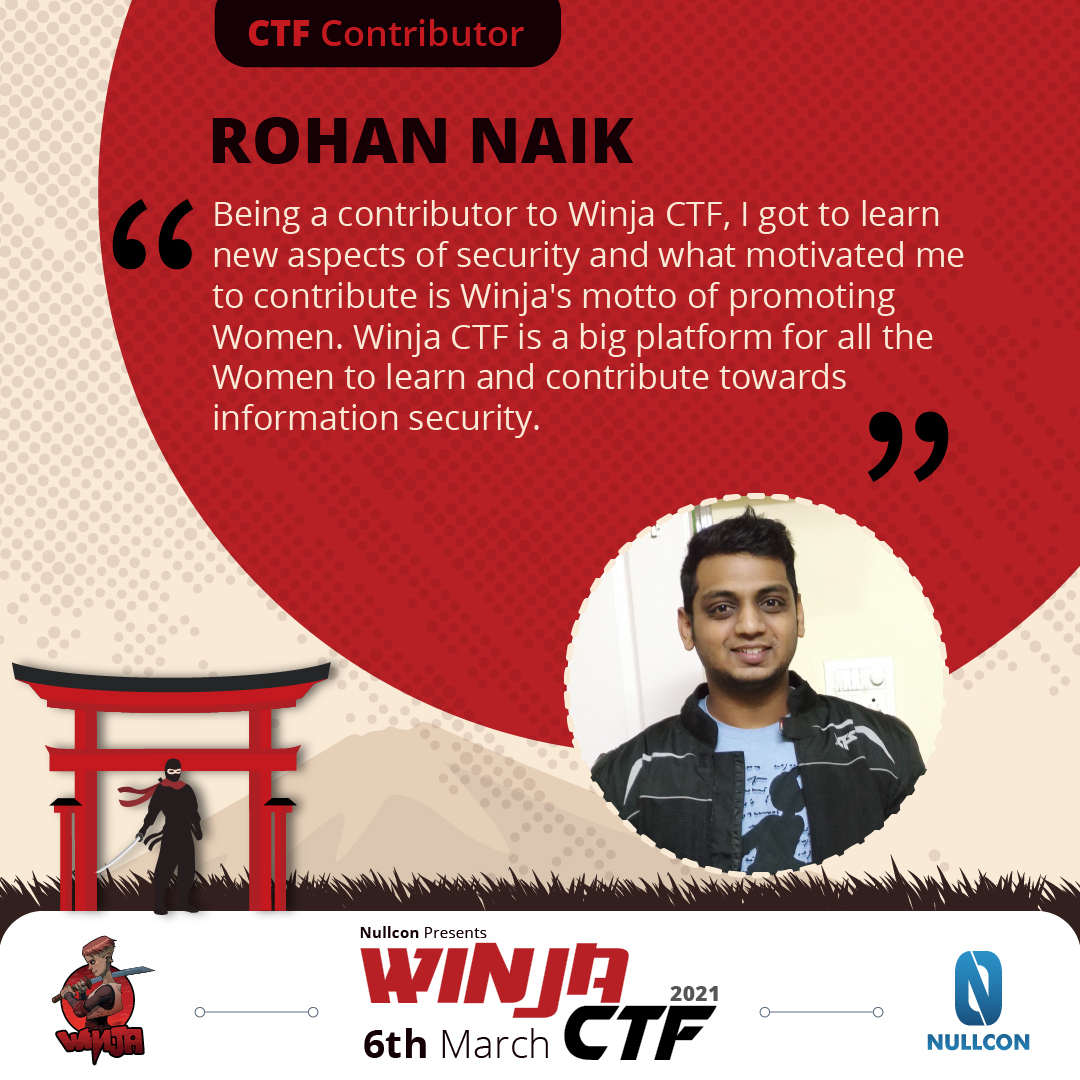 CTF Contributor
ROHAN NAIK
“
Being a contributor to Winja CTF, I got to learn
new aspects of security and what motivated me
to contribute is Winja's motto of promoting
Women. Winja CTF is a big platform for all the
Women to learn and contribute towards
information security.
”
Nullcon Presents
WINJA
2021
6th March CTF
WINJA
NULLCON